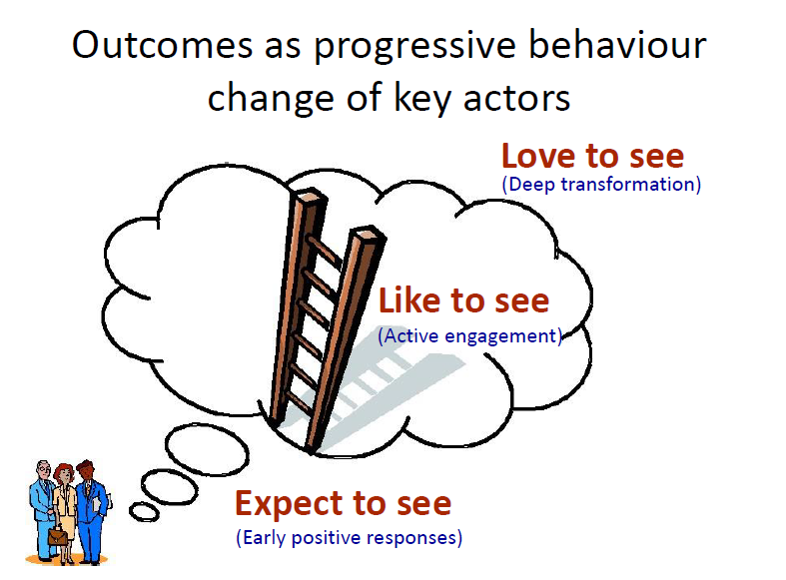 Outcomes as progressive behaviour
change of key actors
Love to see
(Deep transformation)
Like to see
(Active engagement)
Expect to see
(Early positive responses)